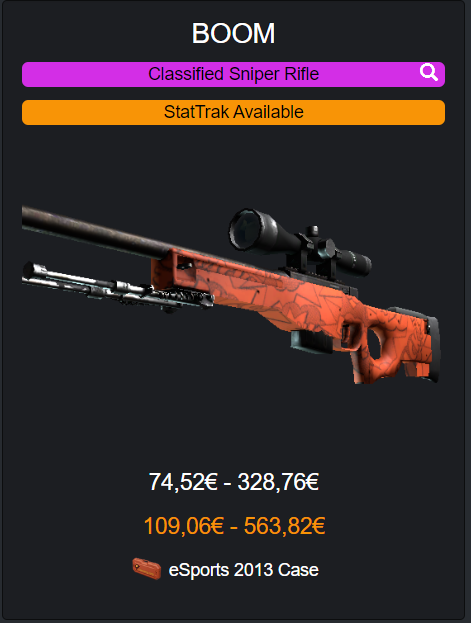 BOOM
Classified Sniper Rifle
StatTrak Available
74,52€ - 328,76€
109,06€ - 563,82€
eSports 2013 Case